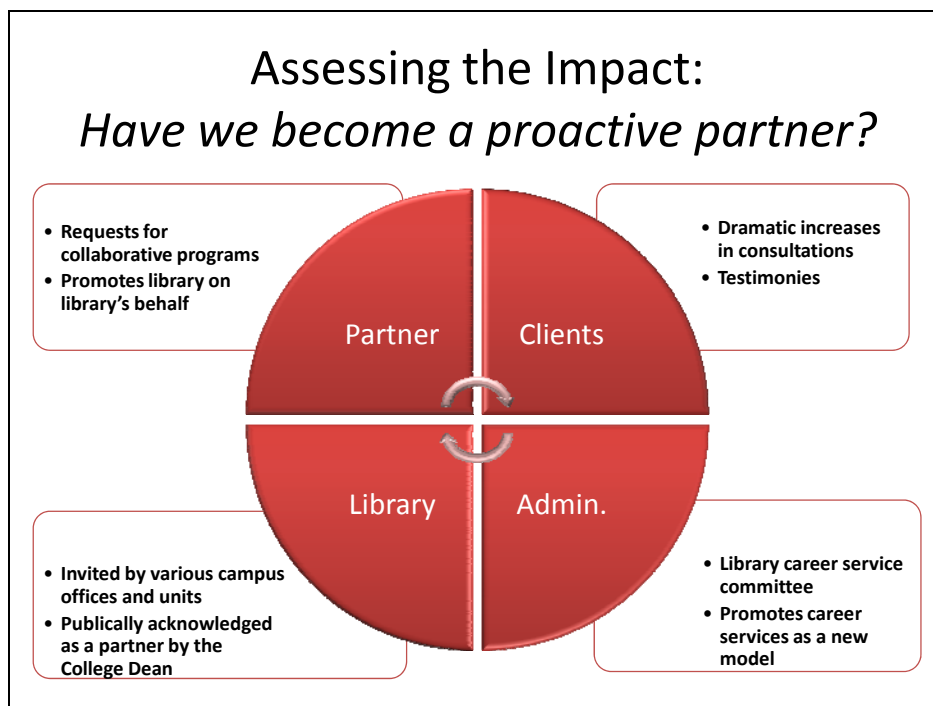 Assessing the Impact:
Have we become a proactive partner?
• Requests for
collaborative programs
• Promotes library on
library’s behalf
• Dramatic increases
in consultations
• Testimonies
Partner
Clients
Library
Admin.
• Invited by various campus
offices and units
• Publically acknowledged
as a partner by the
College Dean
• Library career service
committee
• Promotes career
services as a new
model